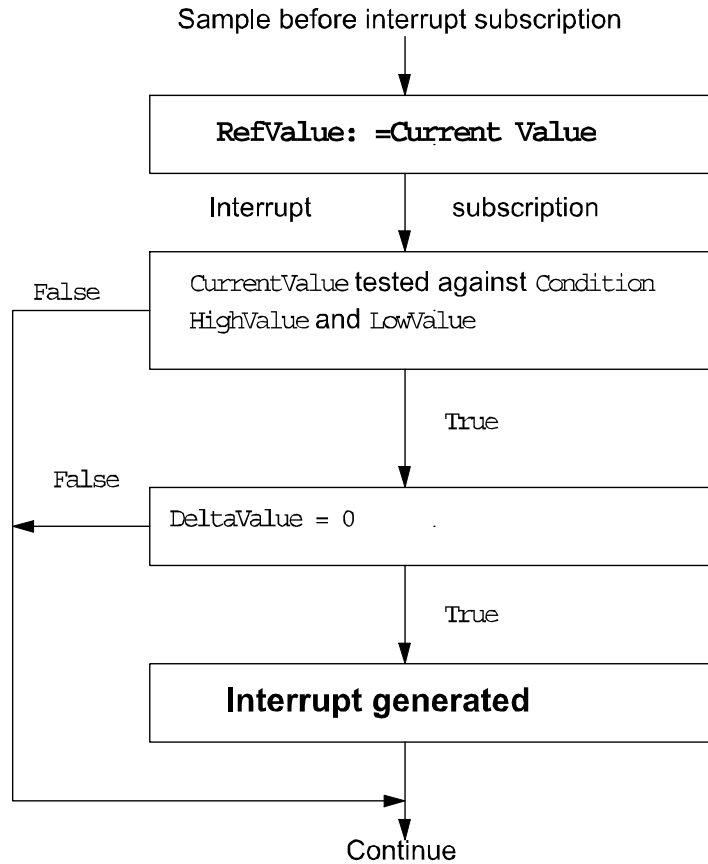 Sample before interrupt subscription
RefValue: =Current Value
Interrupt subscription
False
CurrentValue tested against Condition
HighValue and LowValue
True
False
DeltaValue = 0
True
Interrupt generated
Continue